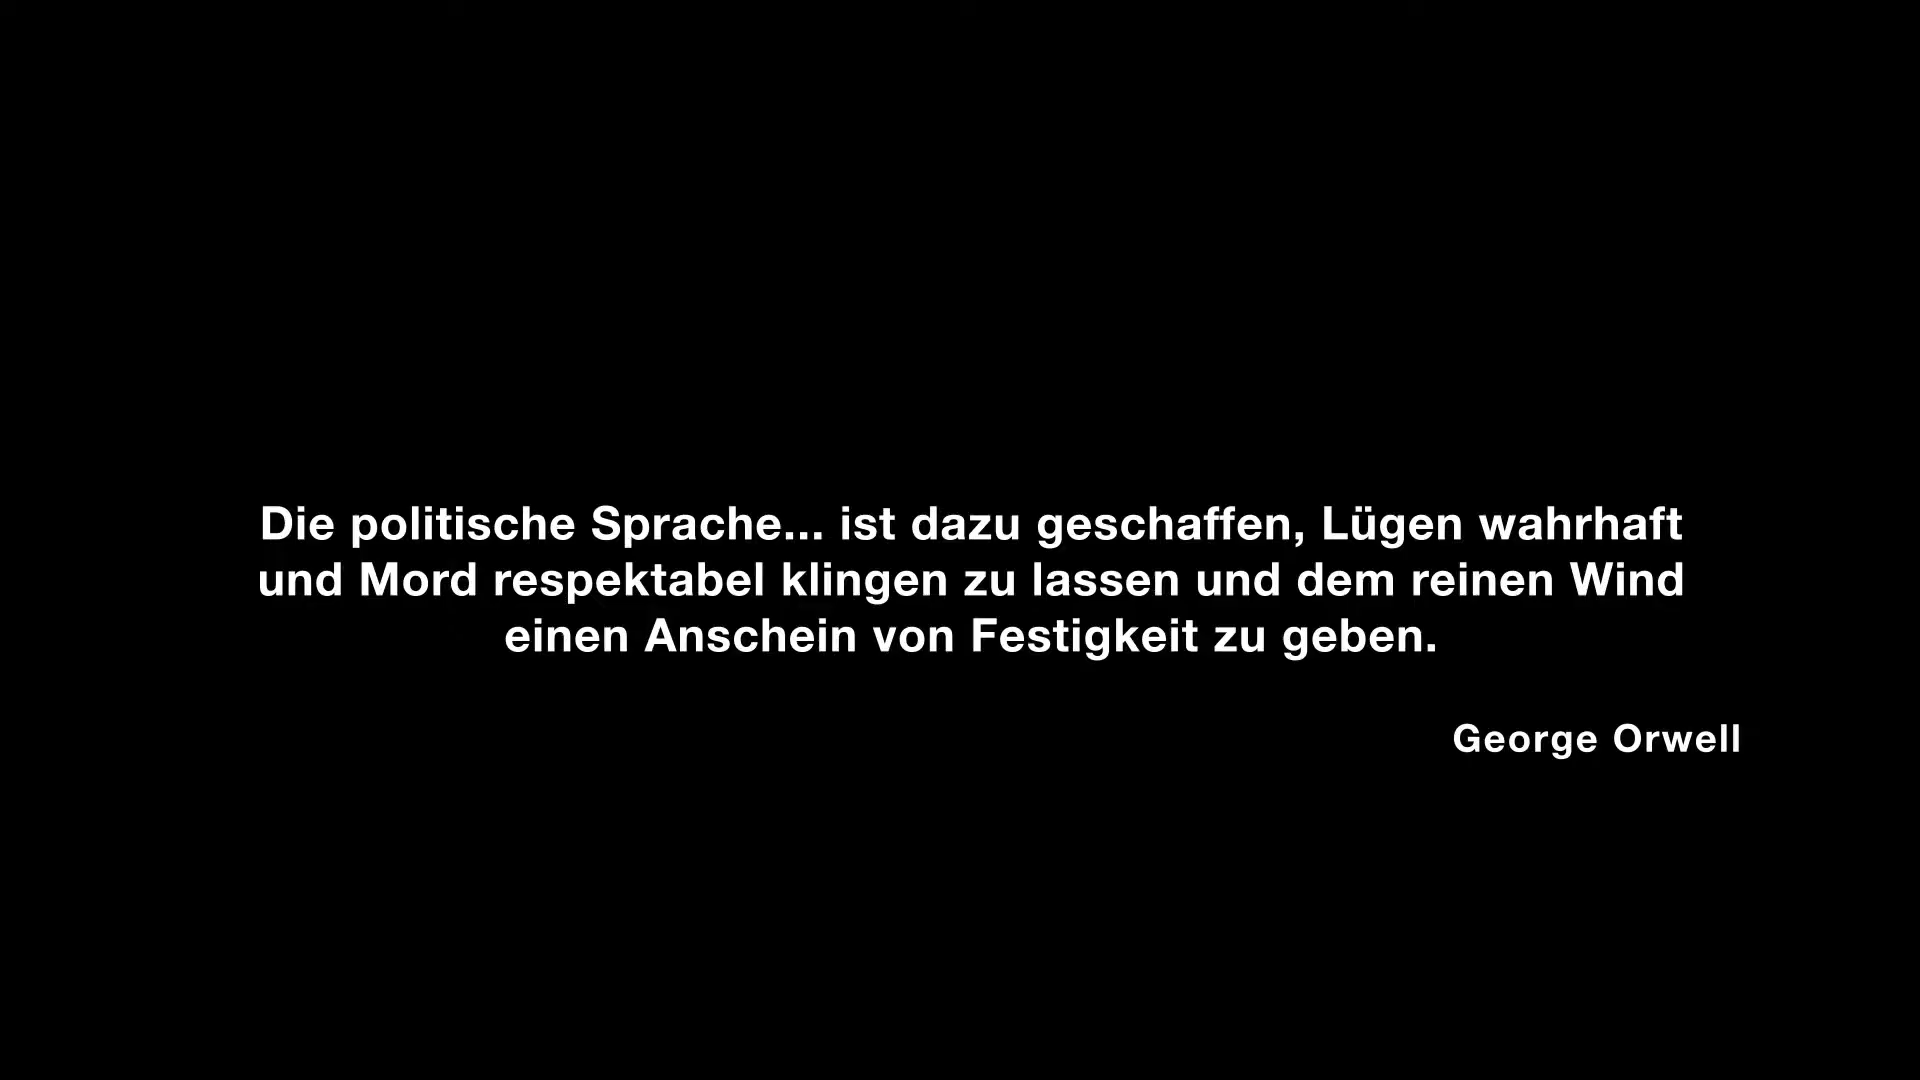 Die politische Sprache... ist dazu geschaffen, Lügen wahrhaft
und Mord respektabel klingen zu lassen und dem reinen Wind
einen Anschein von Festigkeit zu geben.
George Orwell